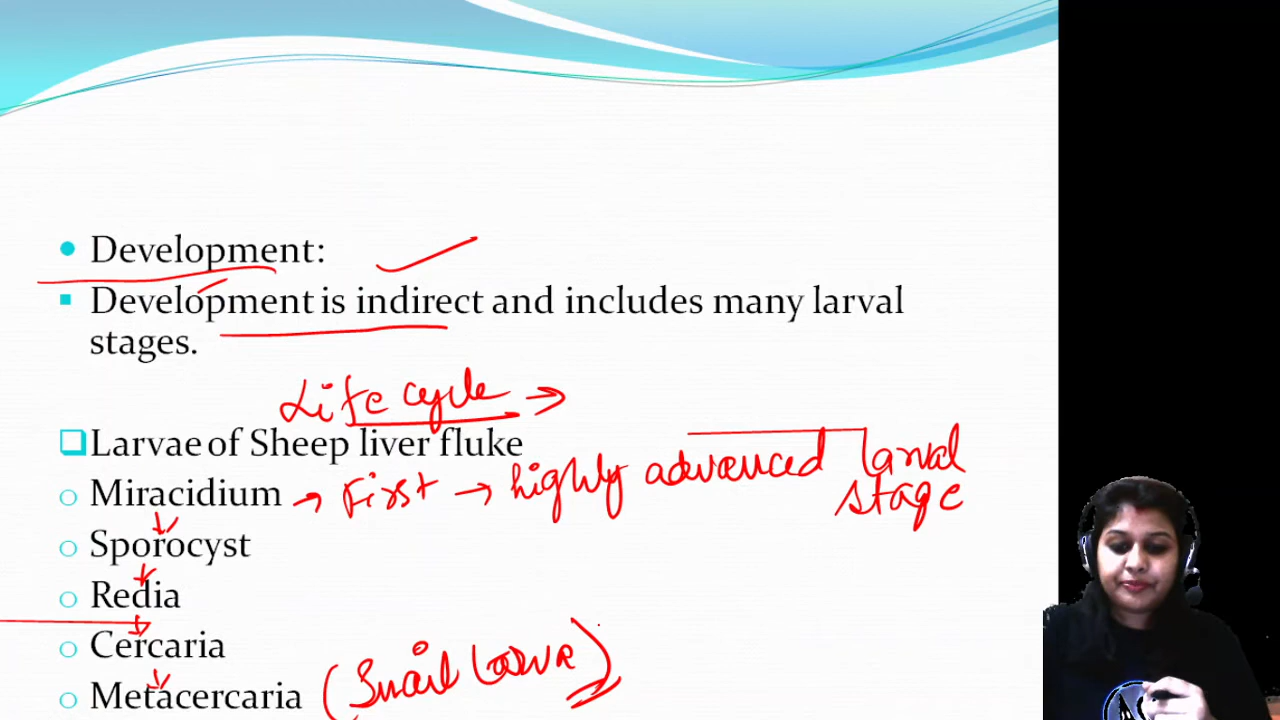 Development:
Development is indirect and includes many larval
stages.
Life cycle →
Larvae of Sheep liver fluke
Miracidium → First → highly advanced larval
stage
Sporocyst
Redia
Cercaria
Metacercaria (Snail Larva)